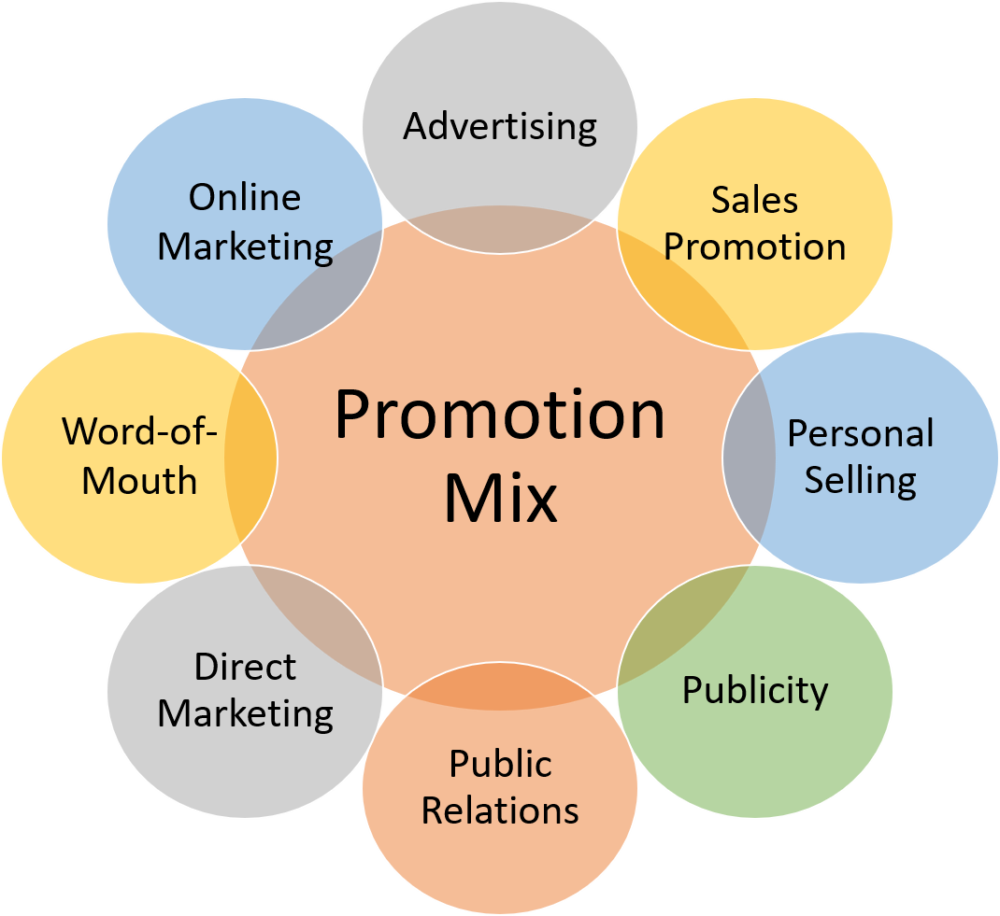 Advertising
Sales
Promotion
Personal
Selling
Publicity
Public
Relations
Direct
Marketing
Word-of-
Mouth
Online
Marketing
Promotion
Mix